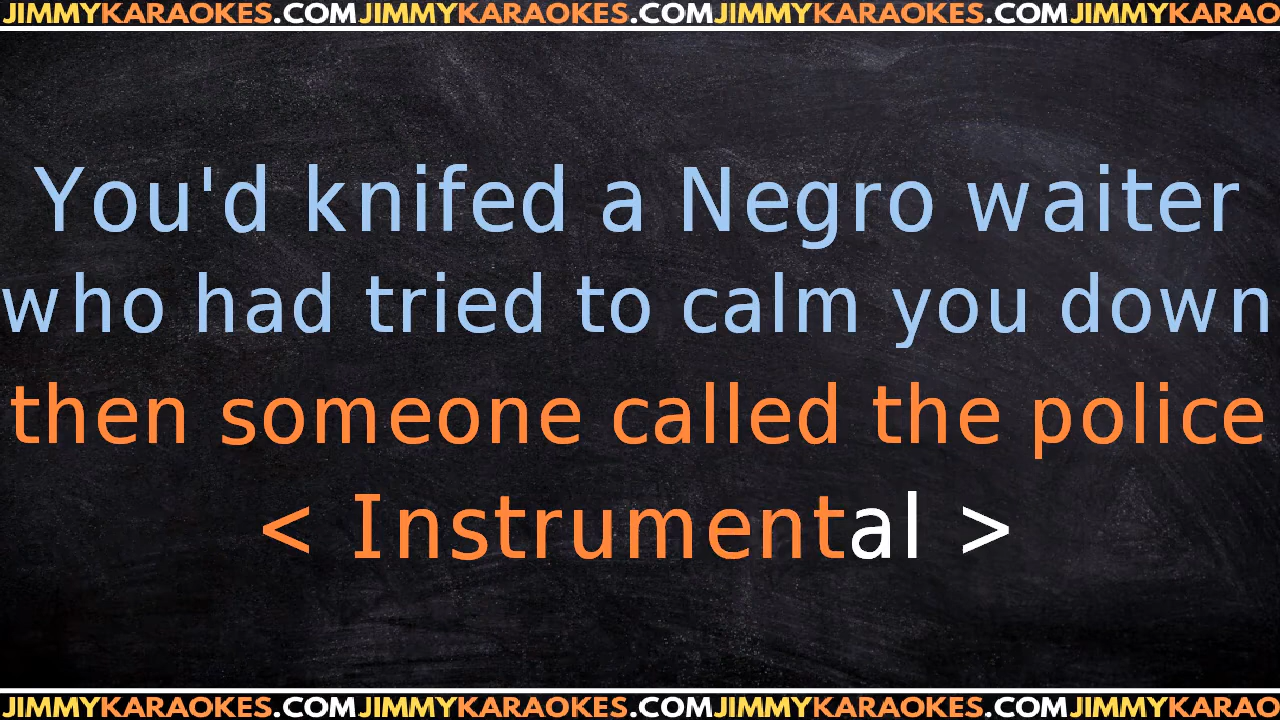 JIMMYKARAOKES.COMJIMMYKARAOKES.COMJIMMYKARAOKES.COMJIMMYKARAO
You'd knifed a Negro waiter
who had tried to calm you down
then someone called the police
< Instrumental >
JIMMYKARAOKES.COMJIMMYKARAOKES.COMJIMMYKARAOKES.COMJIMMYKARAO